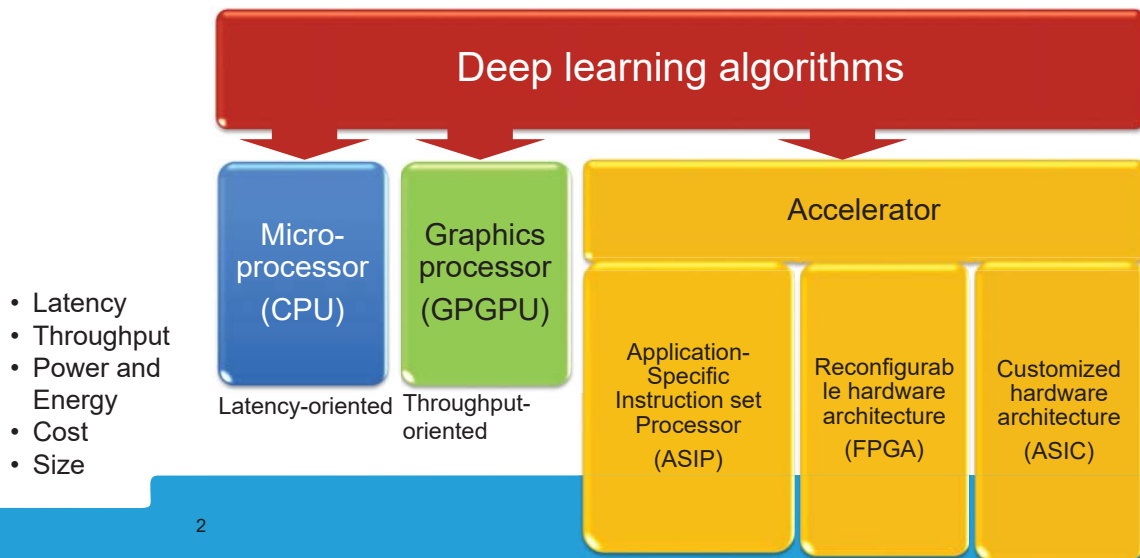 Deep learning algorithms
Micro-
processor
(CPU)
Graphics
processor
(GPGPU)
Accelerator
• Latency
• Throughput
• Power and
Energy
• Cost
• Size
Latency-oriented
Throughput-
oriented
Application-
Specific
Instruction set
Processor
(ASIP)
Reconfigurab
le hardware
architecture
(FPGA)
Customized
hardware
architecture
(ASIC)
2